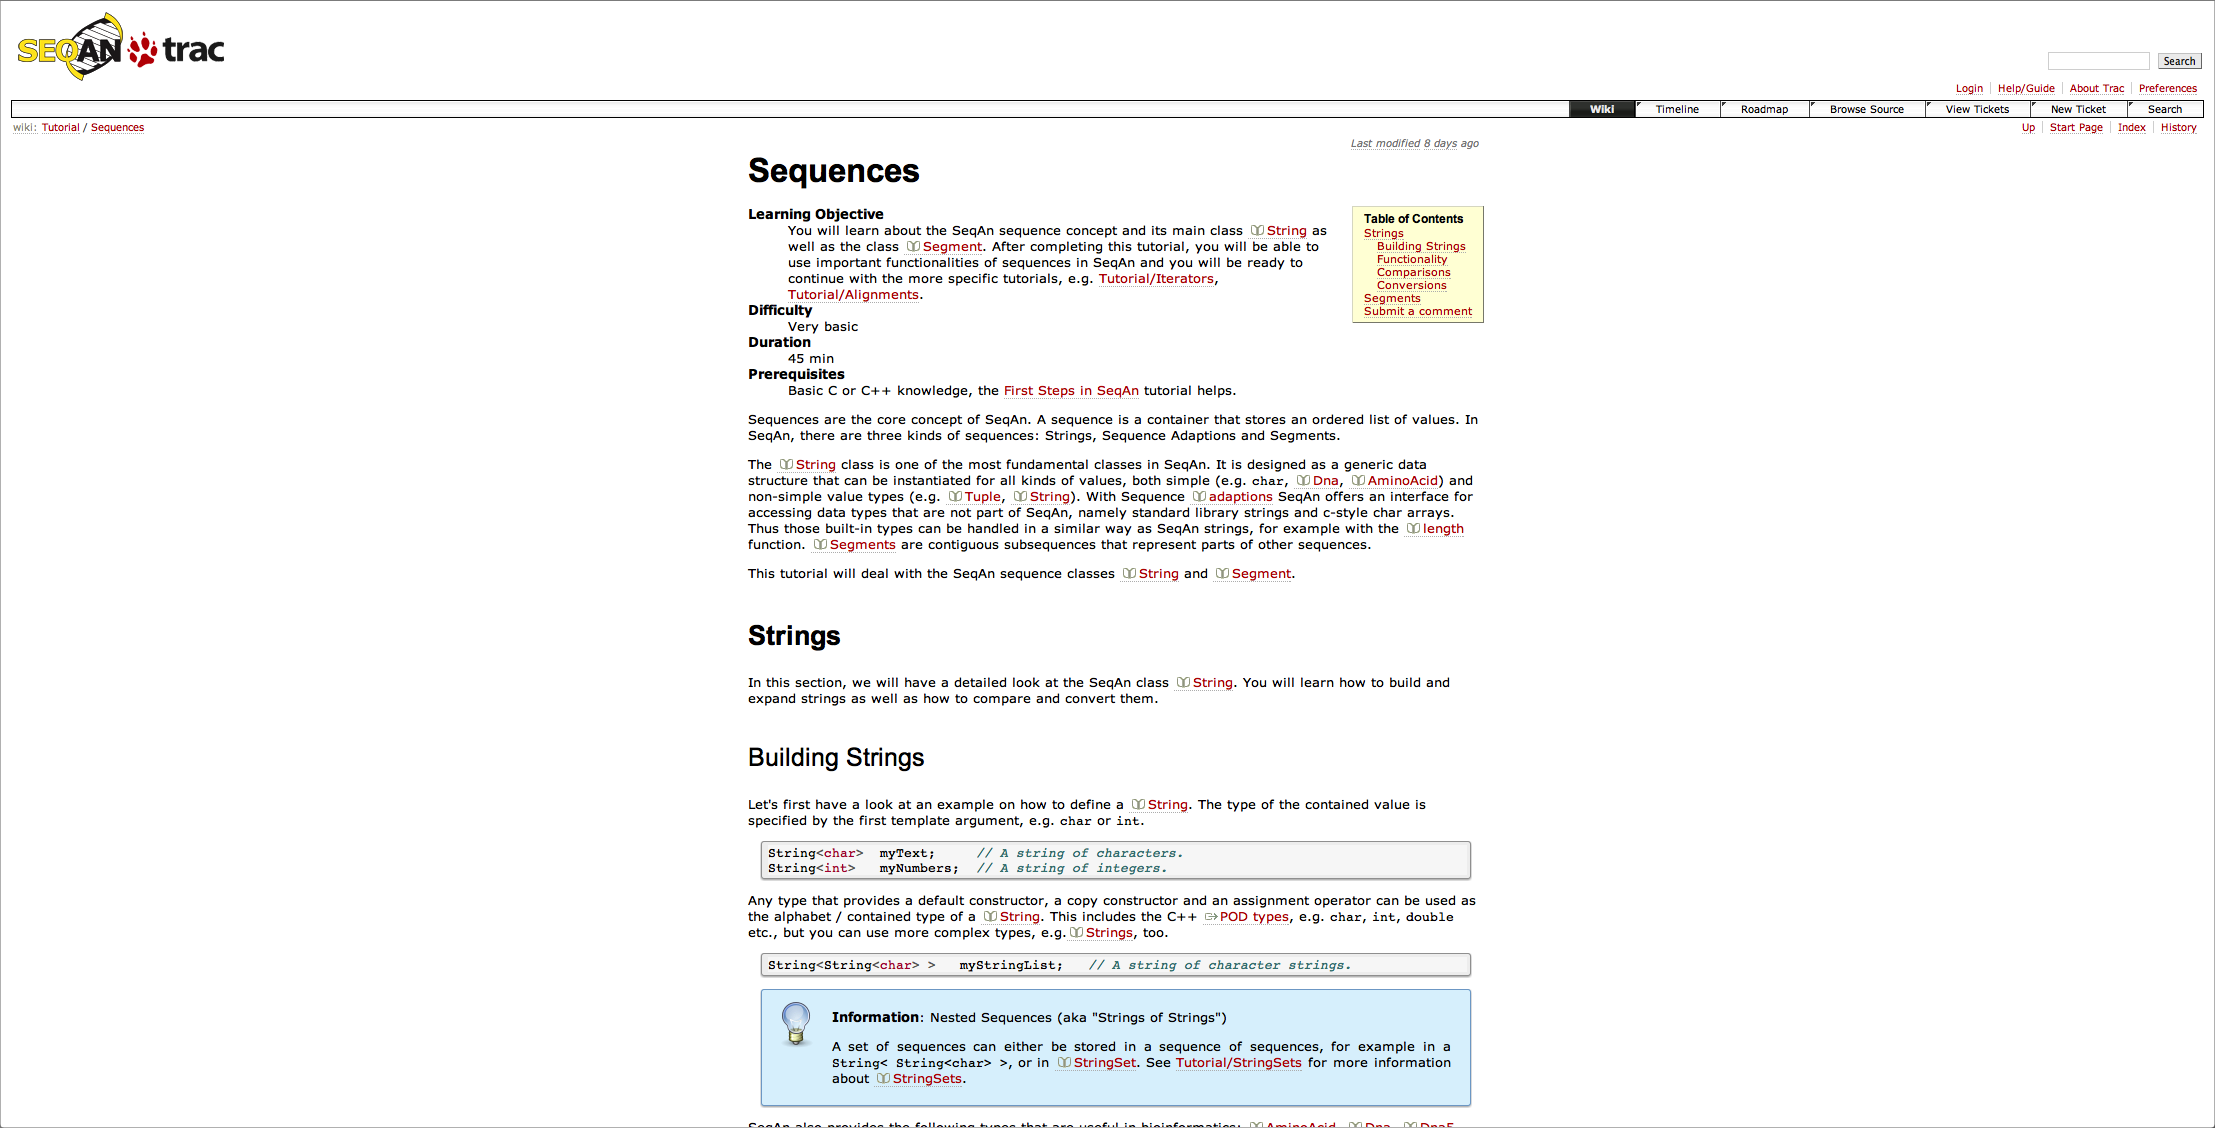 SEQAN trac
Search
Login Help/Guide About Trac Preferences
Wiki Timeline Roadmap Browse Source View Tickets New Ticket Search
wiki: Tutorial / Sequences
Up Start Page Index History
Last modified 8 days ago
Sequences
Learning Objective
You will learn about the SeqAn sequence concept and its main class String as
well as the class Segment. After completing this tutorial, you will be able to
use important functionalities of sequences in SeqAn and you will be ready to
continue with the more specific tutorials, e.g. Tutorial/Iterators,
Tutorial/Alignments.
Difficulty
Very basic
Duration
45 min
Prerequisites
Basic C or C++ knowledge, the First Steps in SeqAn tutorial helps.
Table of Contents
Strings
Building Strings
Functionality
Comparisons
Conversions
Segments
Submit a comment
Sequences are the core concept of SeqAn. A sequence is a container that stores an ordered list of values. In
SeqAn, there are three kinds of sequences: Strings, Sequence Adaptions and Segments.
The String class is one of the most fundamental classes in SeqAn. It is designed as a generic data
structure that can be instantiated for all kinds of values, both simple (e.g. char, Dna, AminoAcid) and
non-simple value types (e.g. Tuple, String). With Sequence adaptions SeqAn offers an interface for
accessing data types that are not part of SeqAn, namely standard library strings and c-style char arrays.
Thus those built-in types can be handled in a similar way as SeqAn strings, for example with the length
function. Segments are contiguous subsequences that represent parts of other sequences.
This tutorial will deal with the SeqAn sequence classes String and Segment.
Strings
In this section, we will have a detailed look at the SeqAn class String. You will learn how to build and
expand strings as well as how to compare and convert them.
Building Strings
Let's first have a look at an example on how to define a String. The type of the contained value is
specified by the first template argument, e.g. char or int.
String<char>  myText;     // A string of characters.
String<int>   myNumbers;  // A string of integers.
Any type that provides a default constructor, a copy constructor and an assignment operator can be used as
the alphabet / contained type of a String. This includes the C++ POD types, e.g. char, int, double
etc., but you can use more complex types, e.g. Strings, too.
String<String<char> >   myStringList;   // A string of character strings.
Information: Nested Sequences (aka "Strings of Strings")
A set of sequences can either be stored in a sequence of sequences, for example in a
String< String<char> >, or in StringSet. See Tutorial/StringSets for more information
about StringSets.
SeqAn also provides the following types that are useful in bioinformatics: AminoAcid, Dna, Dna5,